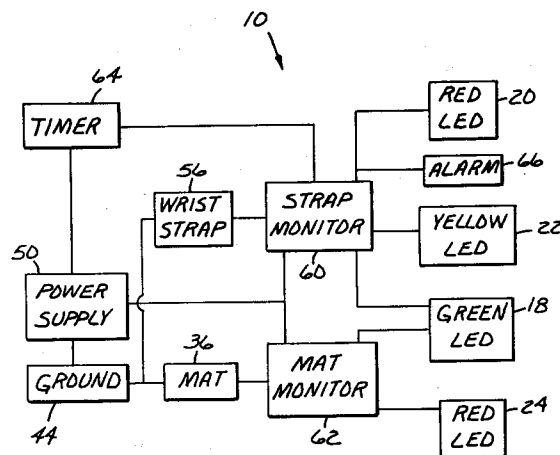 10
64
TIMER
RED
LED
20
ALARM
66
56
WRIST
STRAP
STRAP
MONITOR
60
YELLOW
LED
22
50
POWER
SUPPLY
GREEN
LED
18
36
MAT
MAT
MONITOR
62
GROUND
44
RED
LED
24